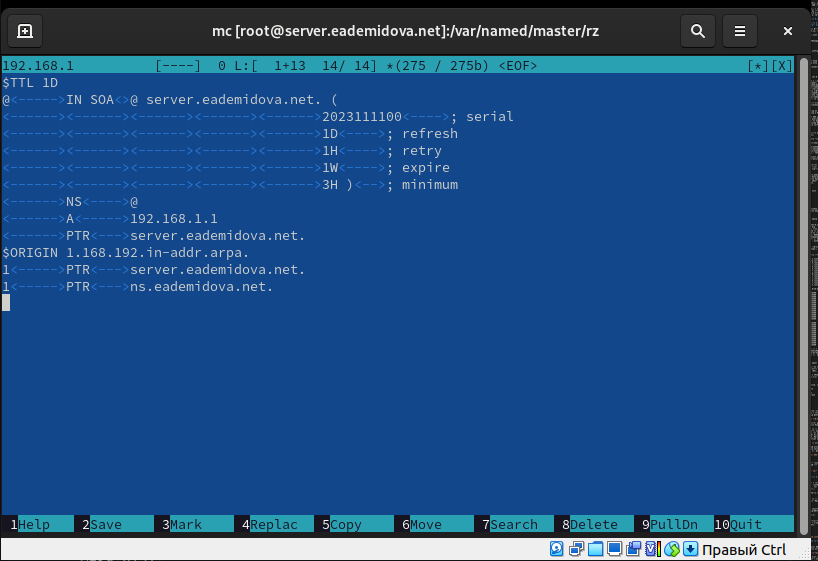 mc [root@server.eademidova.net]:/var/named/master/rz
192.168.1 [----] 0 L:[ 1+13 14/ 14] *(275 / 275b) <EOF> [*][X]
$TTL 1D
@<----->IN SOA<>@ server.eademidova.net. (
<------><------><------><------><------>2023111100<---->; serial
<------><------><------><------><------>1D<---->; refresh
<------><------><------><------><------>1H<---->; retry
<------><------><------><------><------>1W<---->; expire
<------><------><------><------><------>3H )<-->; minimum
<------>NS<---->@
<------>A<----->192.168.1.1
<------>PTR<--->server.eademidova.net.
$ORIGIN 1.168.192.in-addr.arpa.
1<----->PTR<--->server.eademidova.net.
1<----->PTR<--->ns.eademidova.net.
1Help 2Save 3Mark 4Replac 5Copy 6Move 7Search 8Delete 9PullDn 10Quit
Правый Ctrl